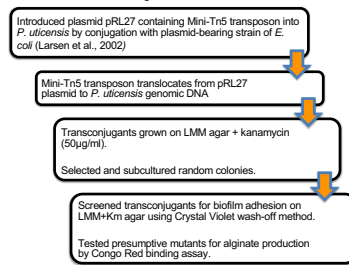 Introduced plasmid pRL27 containing Mini-Tn5 transposon into
P. uticensis by conjugation with plasmid-bearing strain of E.
coli (Larsen et al., 2002)
Mini-Tn5 transposon translocates from pRL27
plasmid to P. uticensis genomic DNA
Transconjugants grown on LMM agar + kanamycin
(50µg/ml).
Selected and subcultured random colonies.
Screened transconjugants for biofilm adhesion on
LMM+Km agar using Crystal Violet wash-off method.
Tested presumptive mutants for alginate production
by Congo Red binding assay.